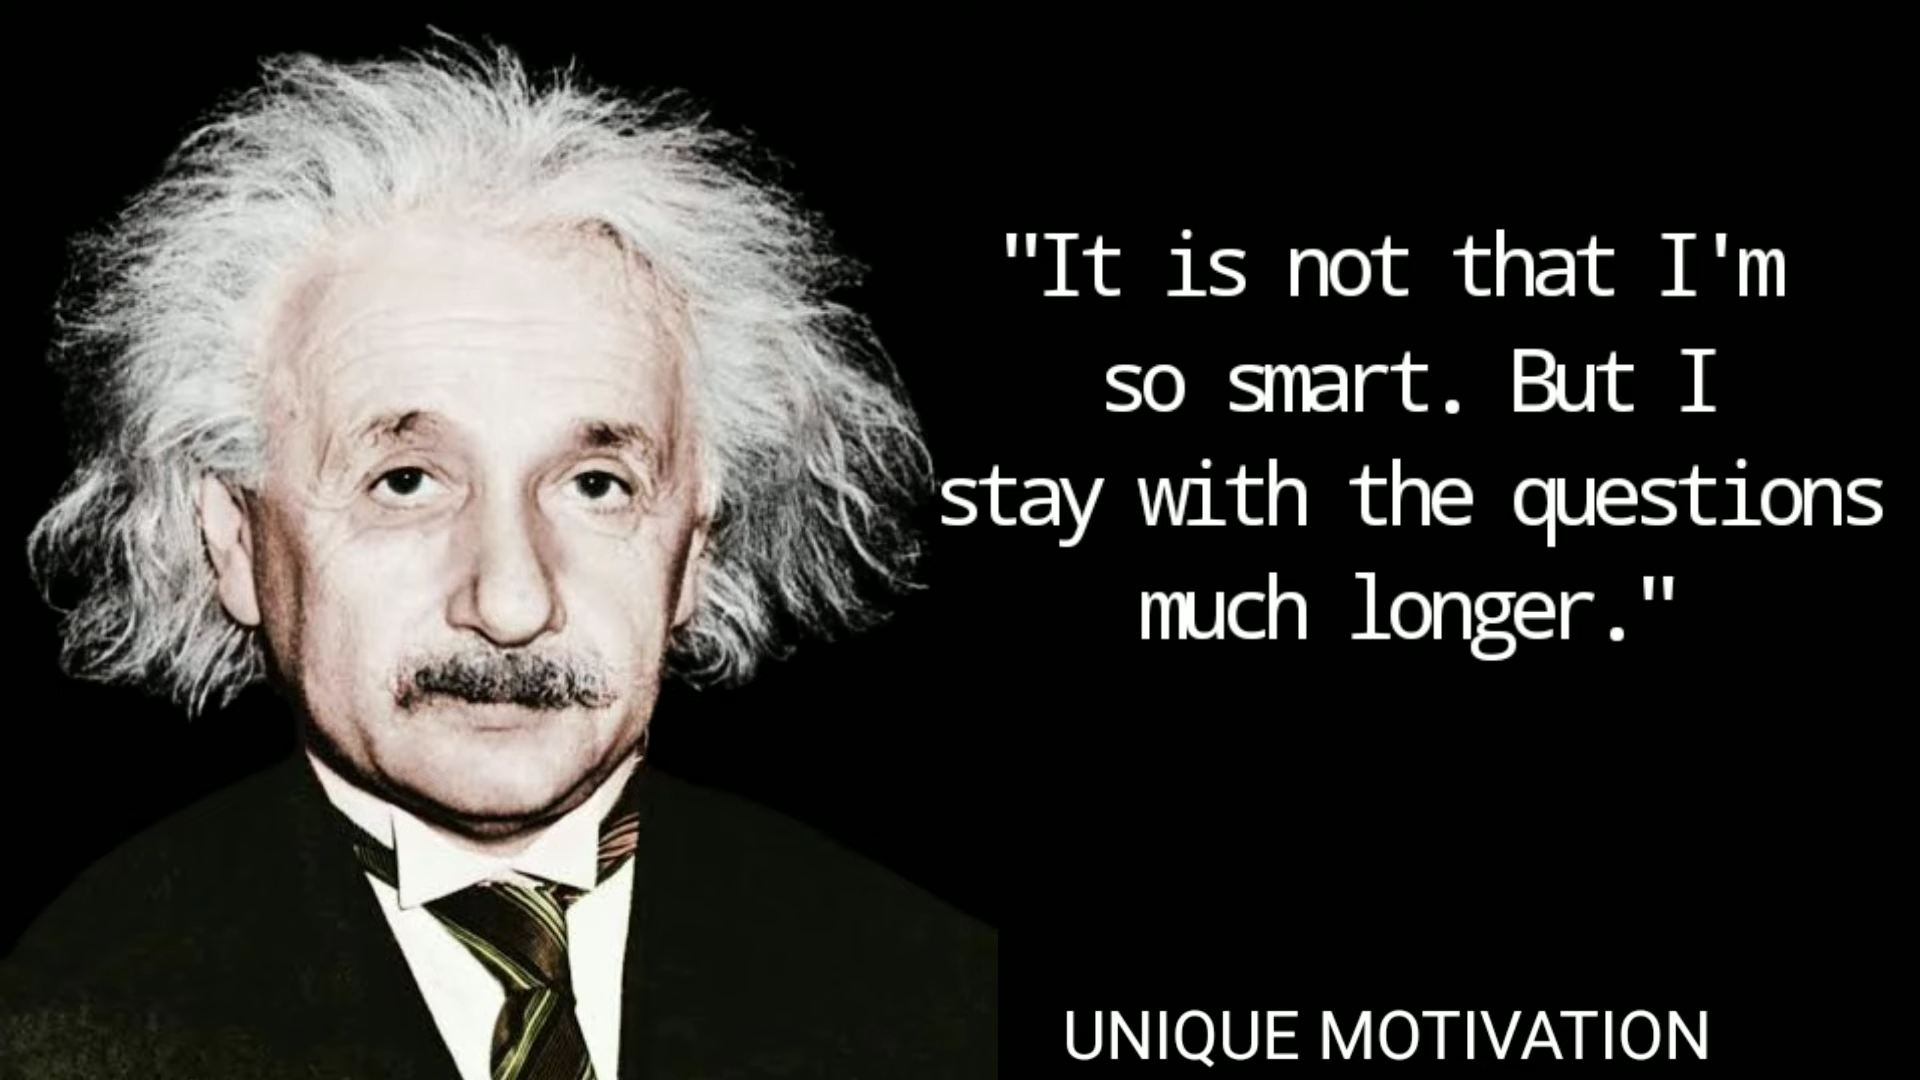 "It is not that I'm
so smart. But I
stay with the questions
much longer."
UNIQUE MOTIVATION